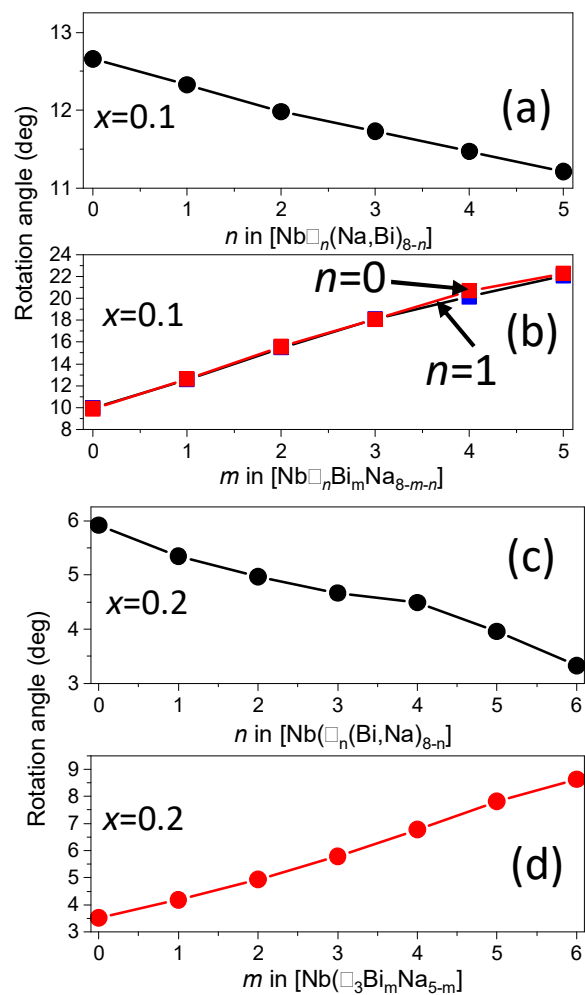 13
12
11
x=0.1
(a)
0 1 2 3 4 5
n in [Nb□n(Na,Bi)8-n]
Rotation angle (deg)
24
22
20
18
16
14
12
10
8
n=0
x=0.1
(b)
n=1
0 1 2 3 4 5
m in [Nb□nBimNa8-m-n]
6
5
4
3
(c)
x=0.2
0 1 2 3 4 5 6
n in [Nb(□n(Bi,Na)8-n]
Rotation angle (deg)
9
8
7
6
5
4
3
x=0.2
(d)
0 1 2 3 4 5 6
m in [Nb(□3BimNa5-m]